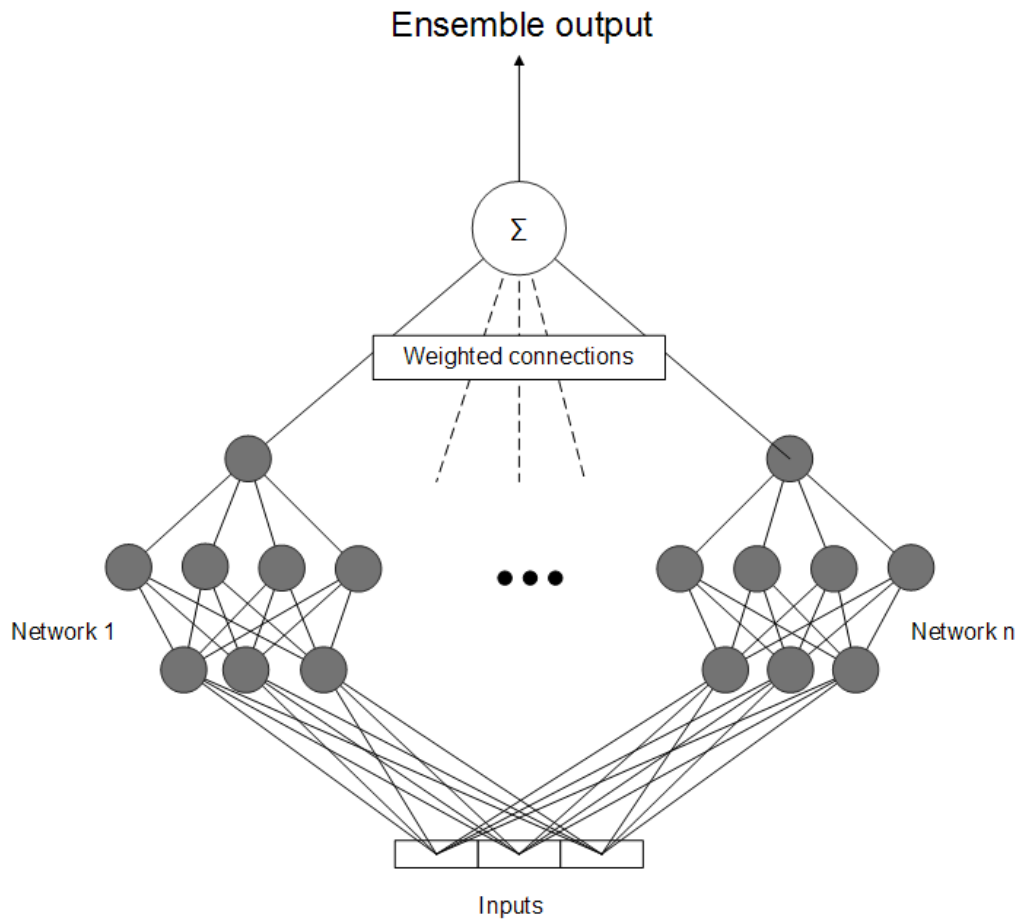 Ensemble output
Σ
Weighted connections
Network 1
Network n
Inputs